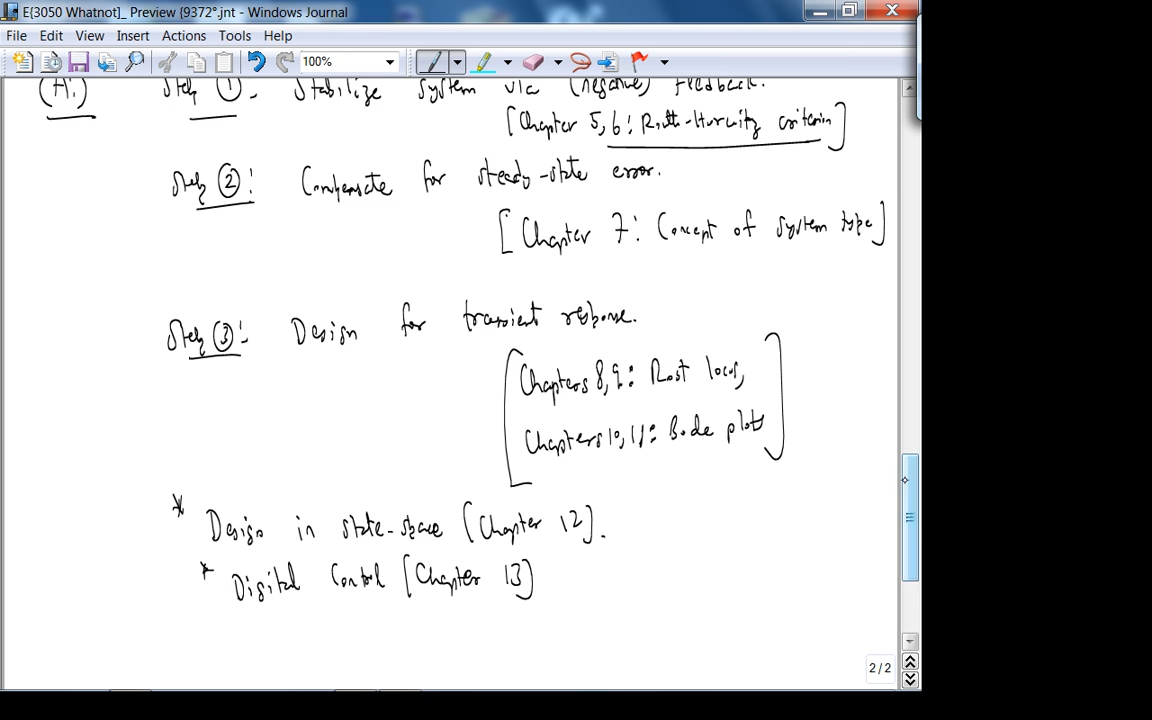 E{3050 Whatnot]_ Preview {9372°.jnt - Windows Journal
File Edit View Insert Actions Tools Help
100%
(Hi) Step ①: Stabilize system via (negative) feedback.
[Chapter 5,6: Routh-Hurwitz criterion]
Step ②: Compensate for steady-state error.
[Chapter 7: Concept of system type]
Step ③: Design for transient response.
[Chapters 8,9: Root locus,
Chapters 10,11: Bode plots]
* Design in state-space [Chapter 12].
* Digital Control [Chapter 13]
2 / 2